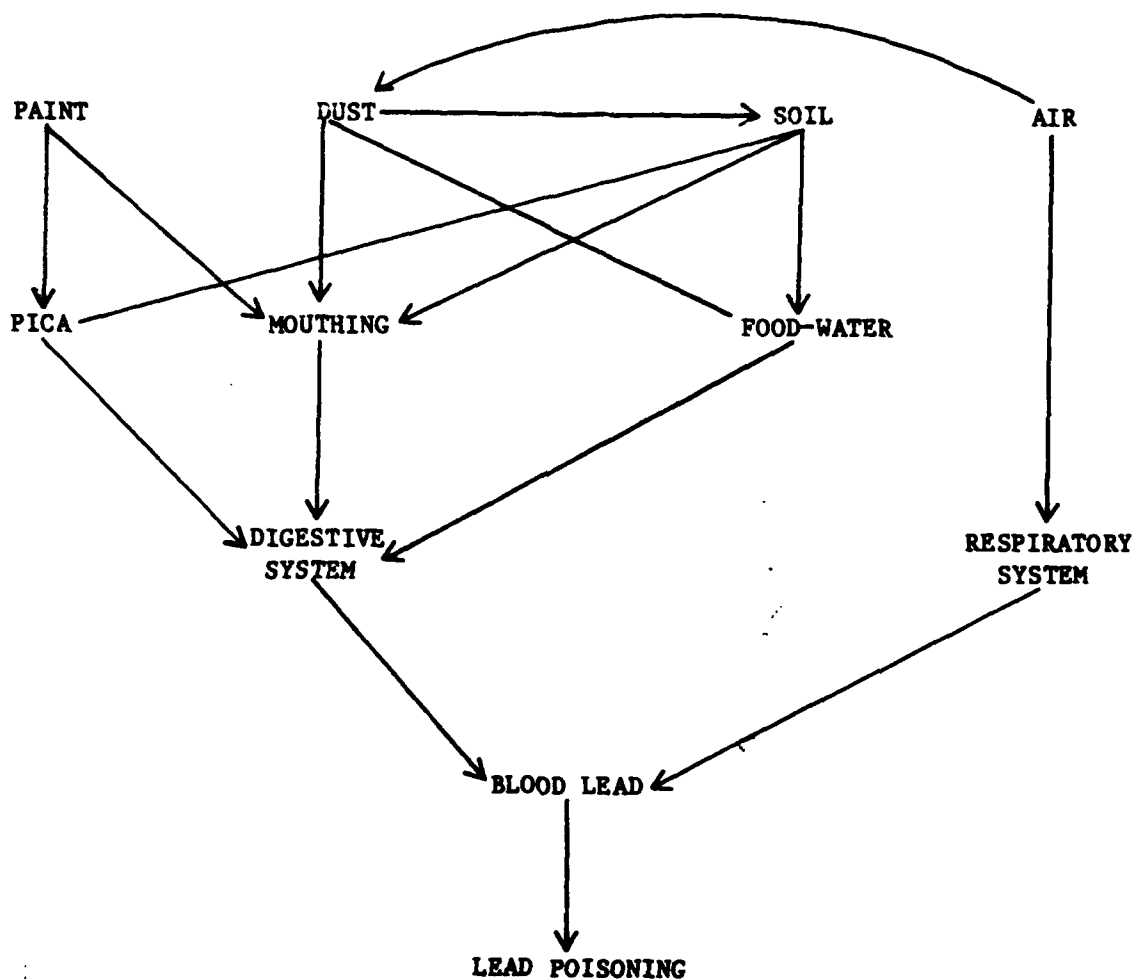 PAINT
DUST
SOIL
AIR
PICA
MOUTHING
FOOD-WATER
DIGESTIVE
SYSTEM
RESPIRATORY
SYSTEM
BLOOD LEAD
LEAD POISONING